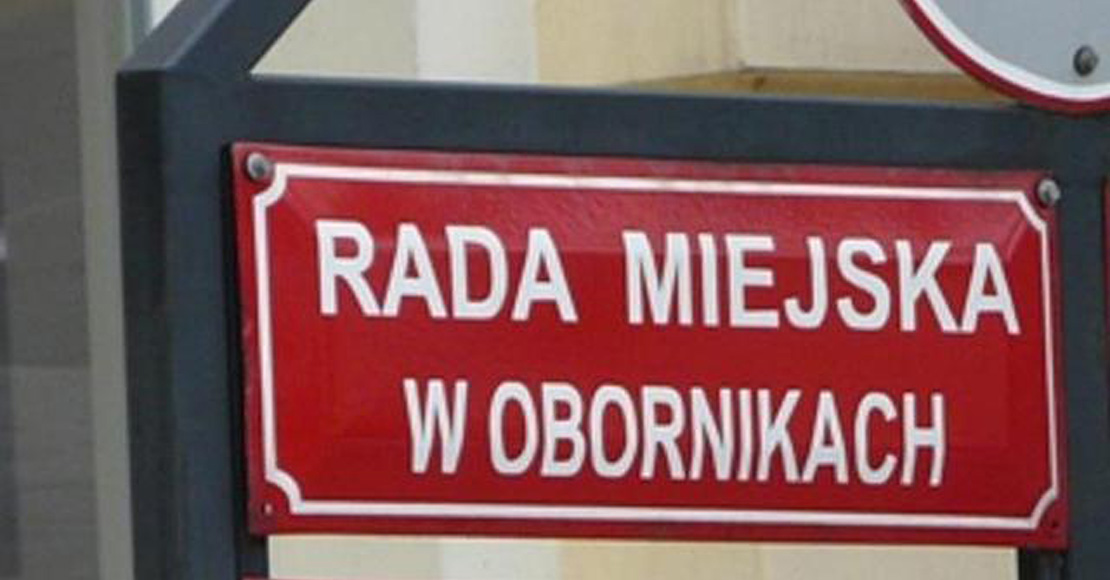 RADA MIEJSKA
W OBORNIKACH